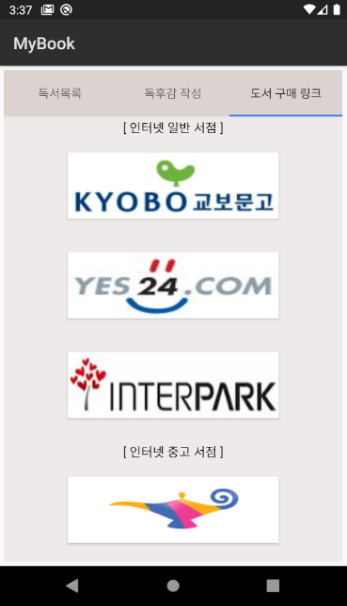 3:37
MyBook
독서목록 독후감 작성 도서 구매 링크
[ 인터넷 일반 서점 ]
KYOBO 교보문고
YES24.COM
INTERPARK
[ 인터넷 중고 서점 ]